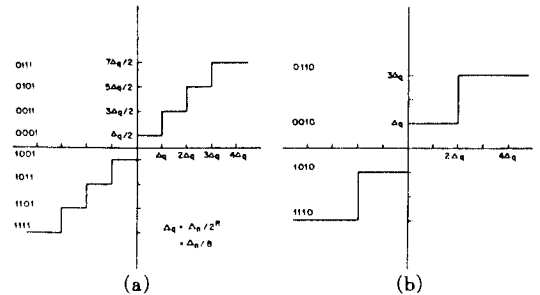 0111
7Δq/2
0101
5Δq/2
0011
3Δq/2
0001
Δq/2
Δq 2Δq 3Δq 4Δq
1001
1011
1101
1111
Δq = Δn/2^R
= Δn/8
(a)
0110
3Δq
0010
Δq
2Δq 4Δq
1010
1110
(b)